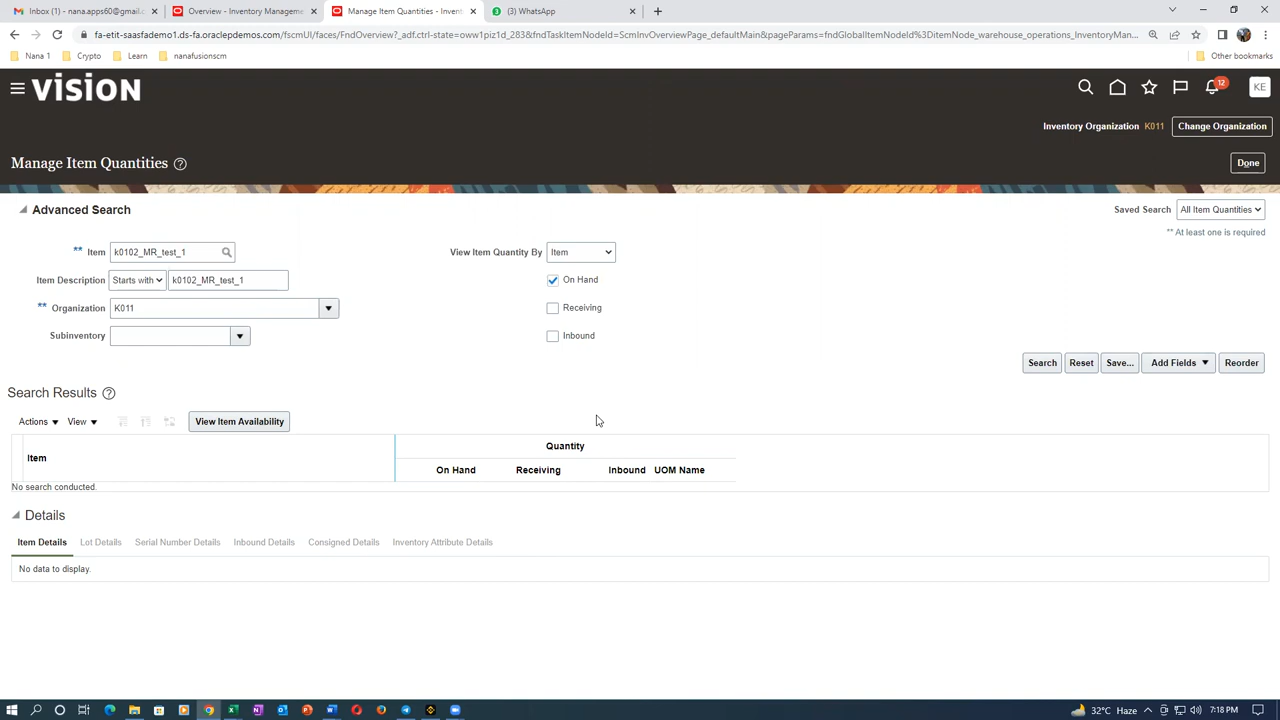 Inbox (1) - nana.apps60@gmail.c
Overview - Inventory Manageme
Manage Item Quantities - Invent
(3) WhatsApp
fa-etit-saasfademo1.ds-fa.oraclepdemos.com/fscmUI/faces/FndOverview?_adf.ctrl-state=oww1piz1d_283&fndTaskItemNodeId=ScmInvOverviewPage_defaultMain&pageParams=fndGlobalItemNodeId%3DitemNode_warehouse_operations_InventoryMan...
Nana 1
Crypto
Learn
nanafusionscm
Other bookmarks
VISION
12
KE
Inventory Organization K011
Change Organization
Manage Item Quantities
Done
Advanced Search
Saved Search All Item Quantities
** At least one is required
** Item k0102_MR_test_1
View Item Quantity By Item
Item Description Starts with k0102_MR_test_1
On Hand
** Organization K011
Receiving
Subinventory
Inbound
Search
Reset
Save...
Add Fields
Reorder
Search Results
Actions
View
View Item Availability
Item
Quantity
On Hand
Receiving
Inbound
UOM Name
No search conducted.
Details
Item Details
Lot Details
Serial Number Details
Inbound Details
Consigned Details
Inventory Attribute Details
No data to display.
32°C Haze
7:18 PM